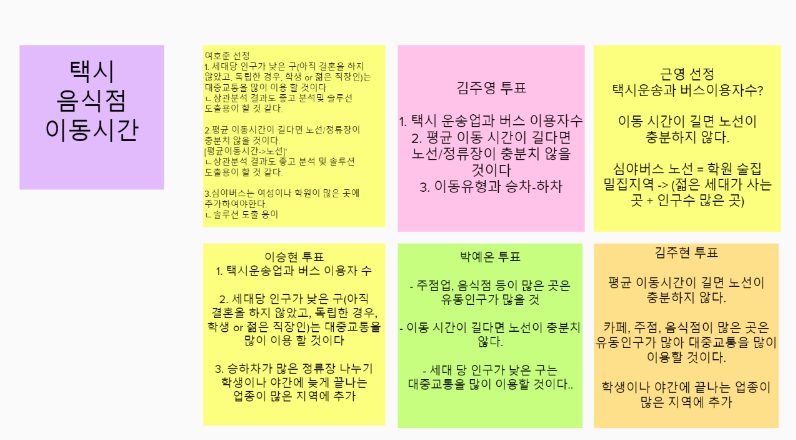 택시
음식점
이동시간
여호준 선정
1. 세대당 인구가 낮은 구(아직 결혼을 하지
않았고, 독립한 경우, 학생 or 젊은 직장인)는
대중교통을 많이 이용 할 것이다
ㄴ상관분석 결과도 좋고 분석및 솔루션
도출용이 할 것 같다.
2.평균 이동시간이 길다면 노선/정류장이
충분치 않을 것이다.
[평균이동시간->노선]'
ㄴ상관분석 결과도 좋고 분석 및 솔루션
도출용이 할 것 같다.
3.심야버스는 여성이나 학원이 많은 곳에
추가하여야한다.
ㄴ솔루션 도출 용이
김주영 투표
1. 택시 운송업과 버스 이용자수
2. 평균 이동 시간이 길다면
노선/정류장이 충분치 않을
것이다
3. 이동유형과 승차-하차
근영 선정
택시운송과 버스이용자수?
이동 시간이 길면 노선이
충분하지 않다.
심야버스 노선 = 학원 술집
밀집지역 -> (젊은 세대가 사는
곳 + 인구수 많은 곳)
이승현 투표
1. 택시운송업과 버스 이용자 수
2. 세대당 인구가 낮은 구(아직
결혼을 하지 않았고, 독립한 경우,
학생 or 젊은 직장인)는 대중교통을
많이 이용 할 것이다
3. 승하차가 많은 정류장 나누기
학생이나 야간에 늦게 끝나는
업종이 많은 지역에 추가
박예온 투표
- 주점업, 음식점 등이 많은 곳은
유동인구가 많을 것
- 이동 시간이 길다면 노선이 충분치
않다.
- 세대 당 인구가 낮은 구는
대중교통을 많이 이용할 것이다..
김주현 투표
평균 이동시간이 길면 노선이
충분하지 않다.
카페, 주점, 음식점이 많은 곳은
유동인구가 많아 대중교통을 많이
이용할 것이다.
학생이나 야간에 끝나는 업종이
많은 지역에 추가